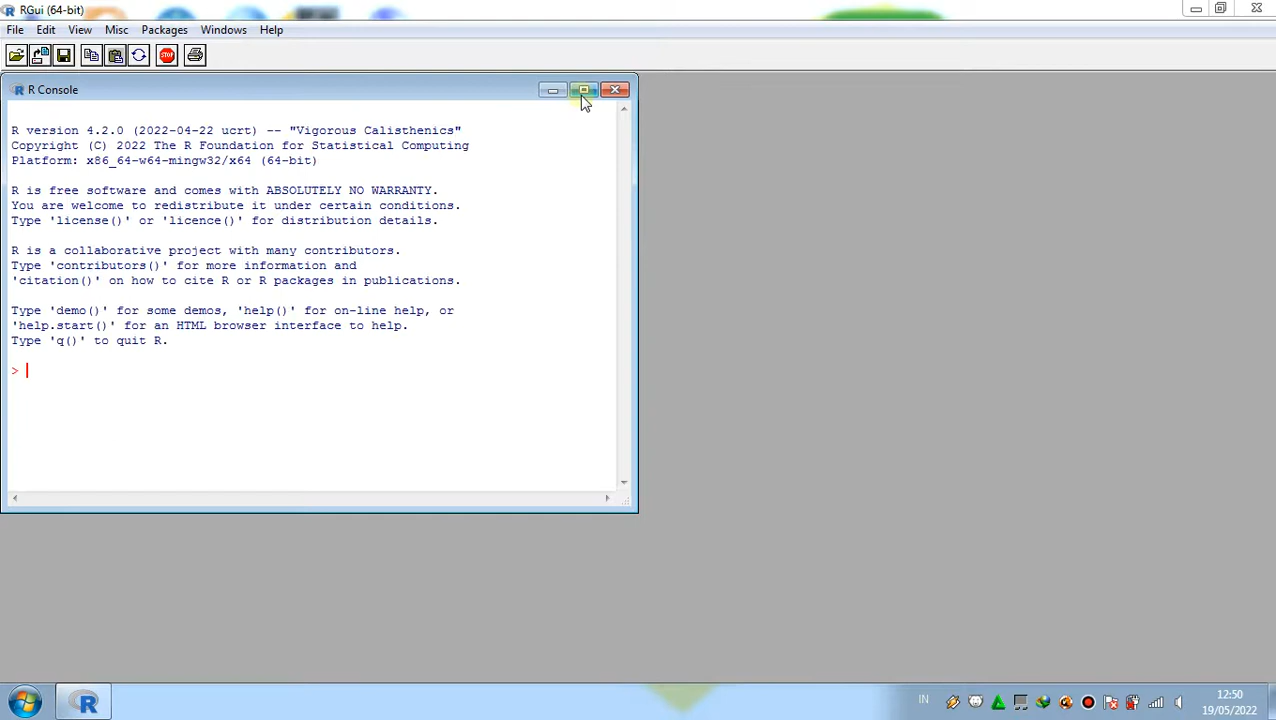 RGui (64-bit)
File Edit View Misc Packages Windows Help
STOP
R Console
R version 4.2.0 (2022-04-22 ucrt) -- "Vigorous Calisthenics"
Copyright (C) 2022 The R Foundation for Statistical Computing
Platform: x86_64-w64-mingw32/x64 (64-bit)
R is free software and comes with ABSOLUTELY NO WARRANTY.
You are welcome to redistribute it under certain conditions.
Type 'license()' or 'licence()' for distribution details.
R is a collaborative project with many contributors.
Type 'contributors()' for more information and
'citation()' on how to cite R or R packages in publications.
Type 'demo()' for some demos, 'help()' for on-line help, or
'help.start()' for an HTML browser interface to help.
Type 'q()' to quit R.
>
IN
12:50
19/05/2022